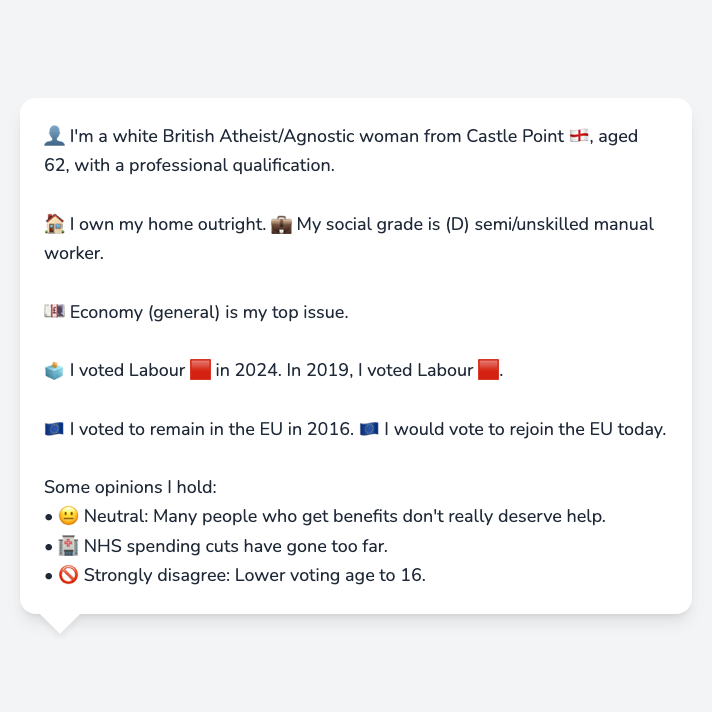 👤 I'm a white British Atheist/Agnostic woman from Castle Point 🏴󠁧󠁢󠁥󠁮󠁧󠁿, aged
62, with a professional qualification.
🏠 I own my home outright. 💼 My social grade is (D) semi/unskilled manual
worker.
💷 Economy (general) is my top issue.
🗳️ I voted Labour 🟥 in 2024. In 2019, I voted Labour 🟥.
🇪🇺 I voted to remain in the EU in 2016. 🇪🇺 I would vote to rejoin the EU today.
Some opinions I hold:
• 😐 Neutral: Many people who get benefits don't really deserve help.
• 🏥 NHS spending cuts have gone too far.
• 🚫 Strongly disagree: Lower voting age to 16.